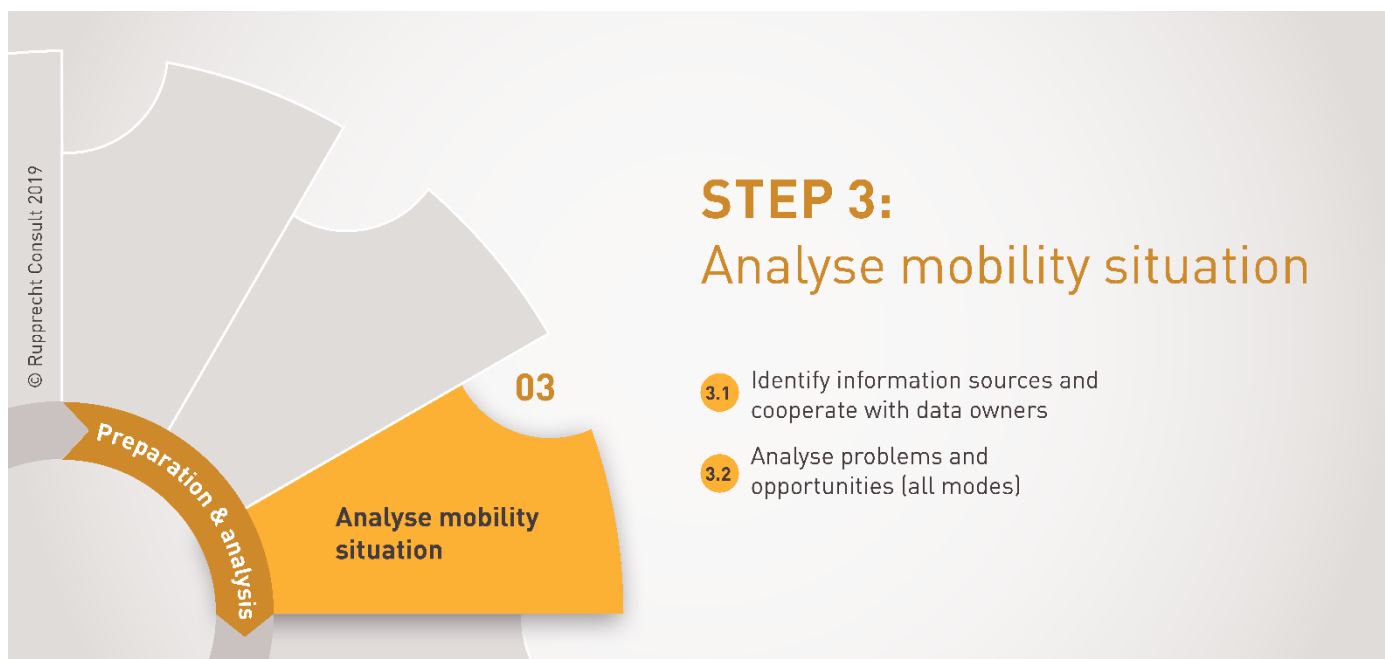 © Rupprecht Consult 2019
Preparation & analysis
03
Analyse mobility
situation
STEP 3:
Analyse mobility situation
3.1
Identify information sources and
cooperate with data owners
3.2
Analyse problems and
opportunities (all modes)